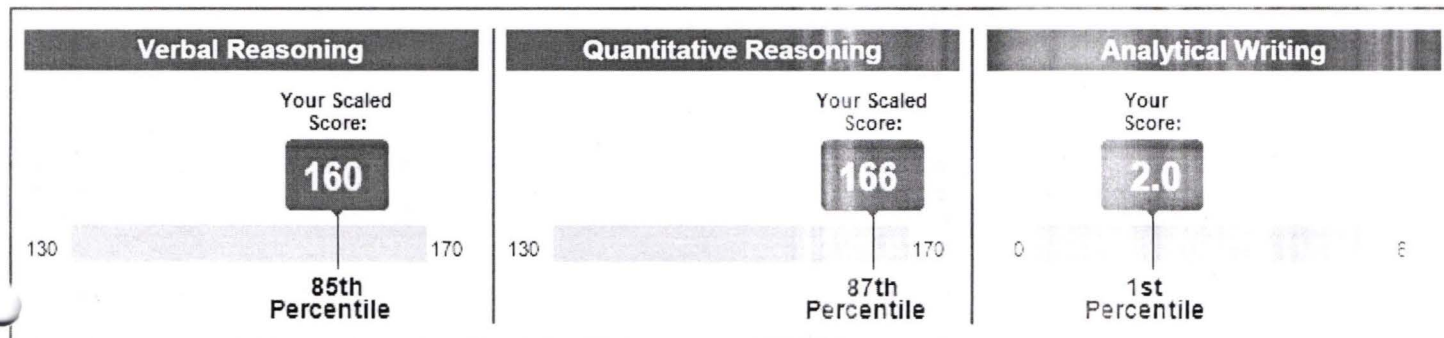 Verbal Reasoning
Your Scaled
Score:
160
130
170
85th
Percentile
Quantitative Reasoning
Your Scaled
Score:
166
130
170
87th
Percentile
Analytical Writing
Your
Score:
2.0
0
6
1st
Percentile